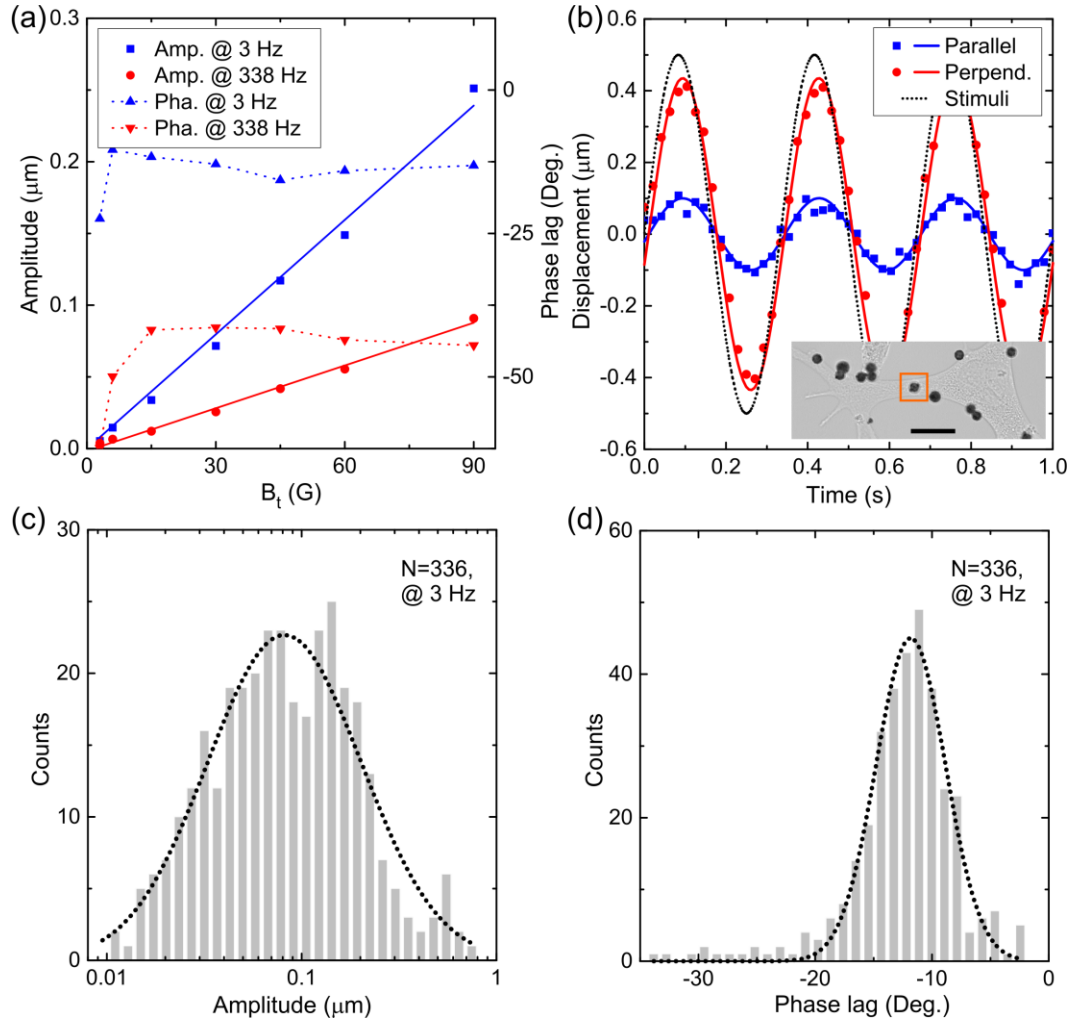 (a)
Amp. @ 3 Hz
Amp. @ 338 Hz
Pha. @ 3 Hz
Pha. @ 338 Hz
0.3
0.2
0.1
0.0
Amplitude (μm)
0
-25
-50
Phase lag (Deg.)
0
30
60
90
B_t (G)
(b)
Parallel
Perpend.
Stimuli
0.6
0.4
0.2
0.0
-0.2
-0.4
-0.6
Displacement (μm)
0.0
0.2
0.4
0.6
0.8
1.0
Time (s)
(c)
N=336,
@ 3 Hz
30
20
10
0
Counts
0.01
0.1
1
Amplitude (μm)
(d)
N=336,
@ 3 Hz
60
40
20
0
Counts
-30
-20
-10
0
Phase lag (Deg.)